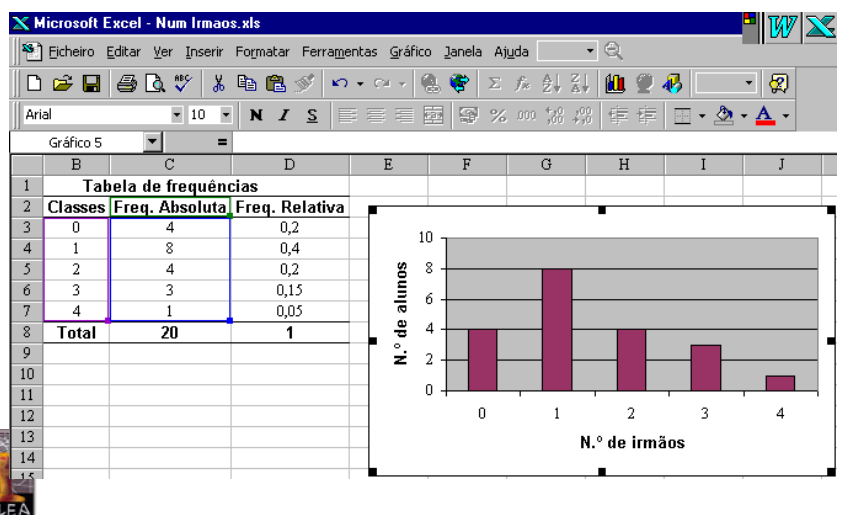 Microsoft Excel - Num Irmaos.xls
W
Ficheiro Editar Ver Inserir Formatar Ferramentas Gráfico Janela Ajuda
Arial 10 N I S % 000
Gráfico 5 =
B C D E F G H I J
1 Tabela de frequências
2 Classes Freq. Absoluta Freq. Relativa
3 0 4 0,2
4 1 8 0,4
5 2 4 0,2
6 3 3 0,15
7 4 1 0,05
8 Total 20 1
9
10
11
12
13
14
15
N.º de alunos
10
8
6
4
2
0
0 1 2 3 4
N.º de irmãos
LEA